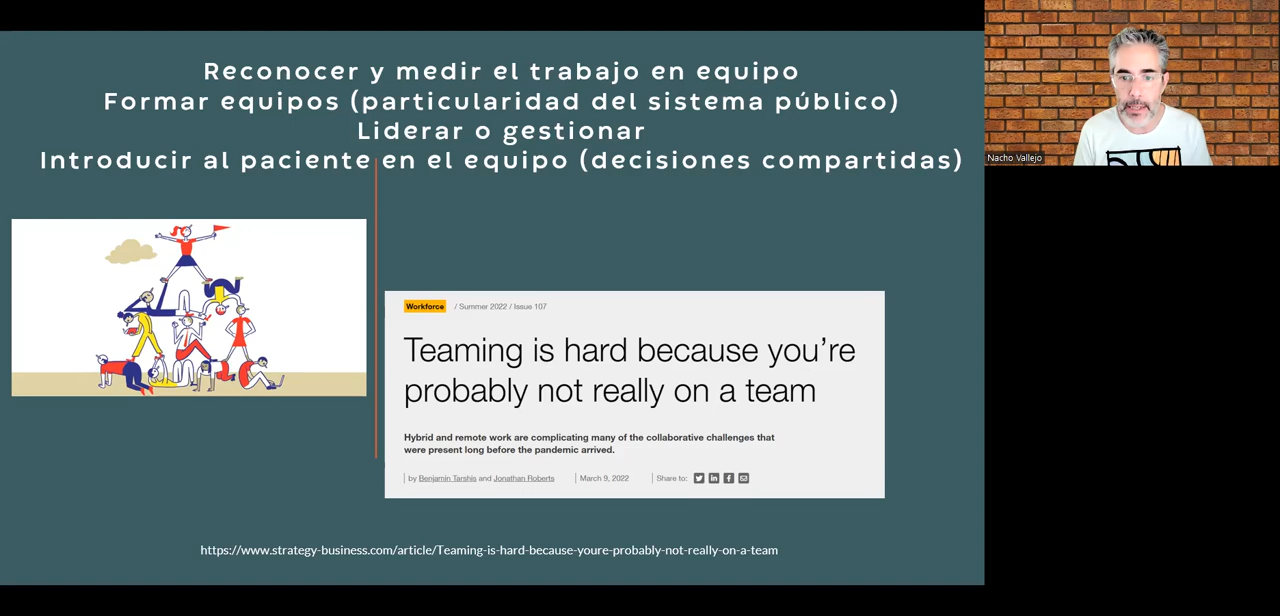 Reconocer y medir el trabajo en equipo
Formar equipos (particularidad del sistema público)
Liderar o gestionar
Introducir al paciente en el equipo (decisiones compartidas)
Nacho Vallejo
Workforce / Summer 2022 / Issue 107
Teaming is hard because you’re
probably not really on a team
Hybrid and remote work are complicating many of the collaborative challenges that
were present long before the pandemic arrived.
by Benjamin Tarshis and Jonathan Roberts March 9, 2022 Share to:
https://www.strategy-business.com/article/Teaming-is-hard-because-youre-probably-not-really-on-a-team